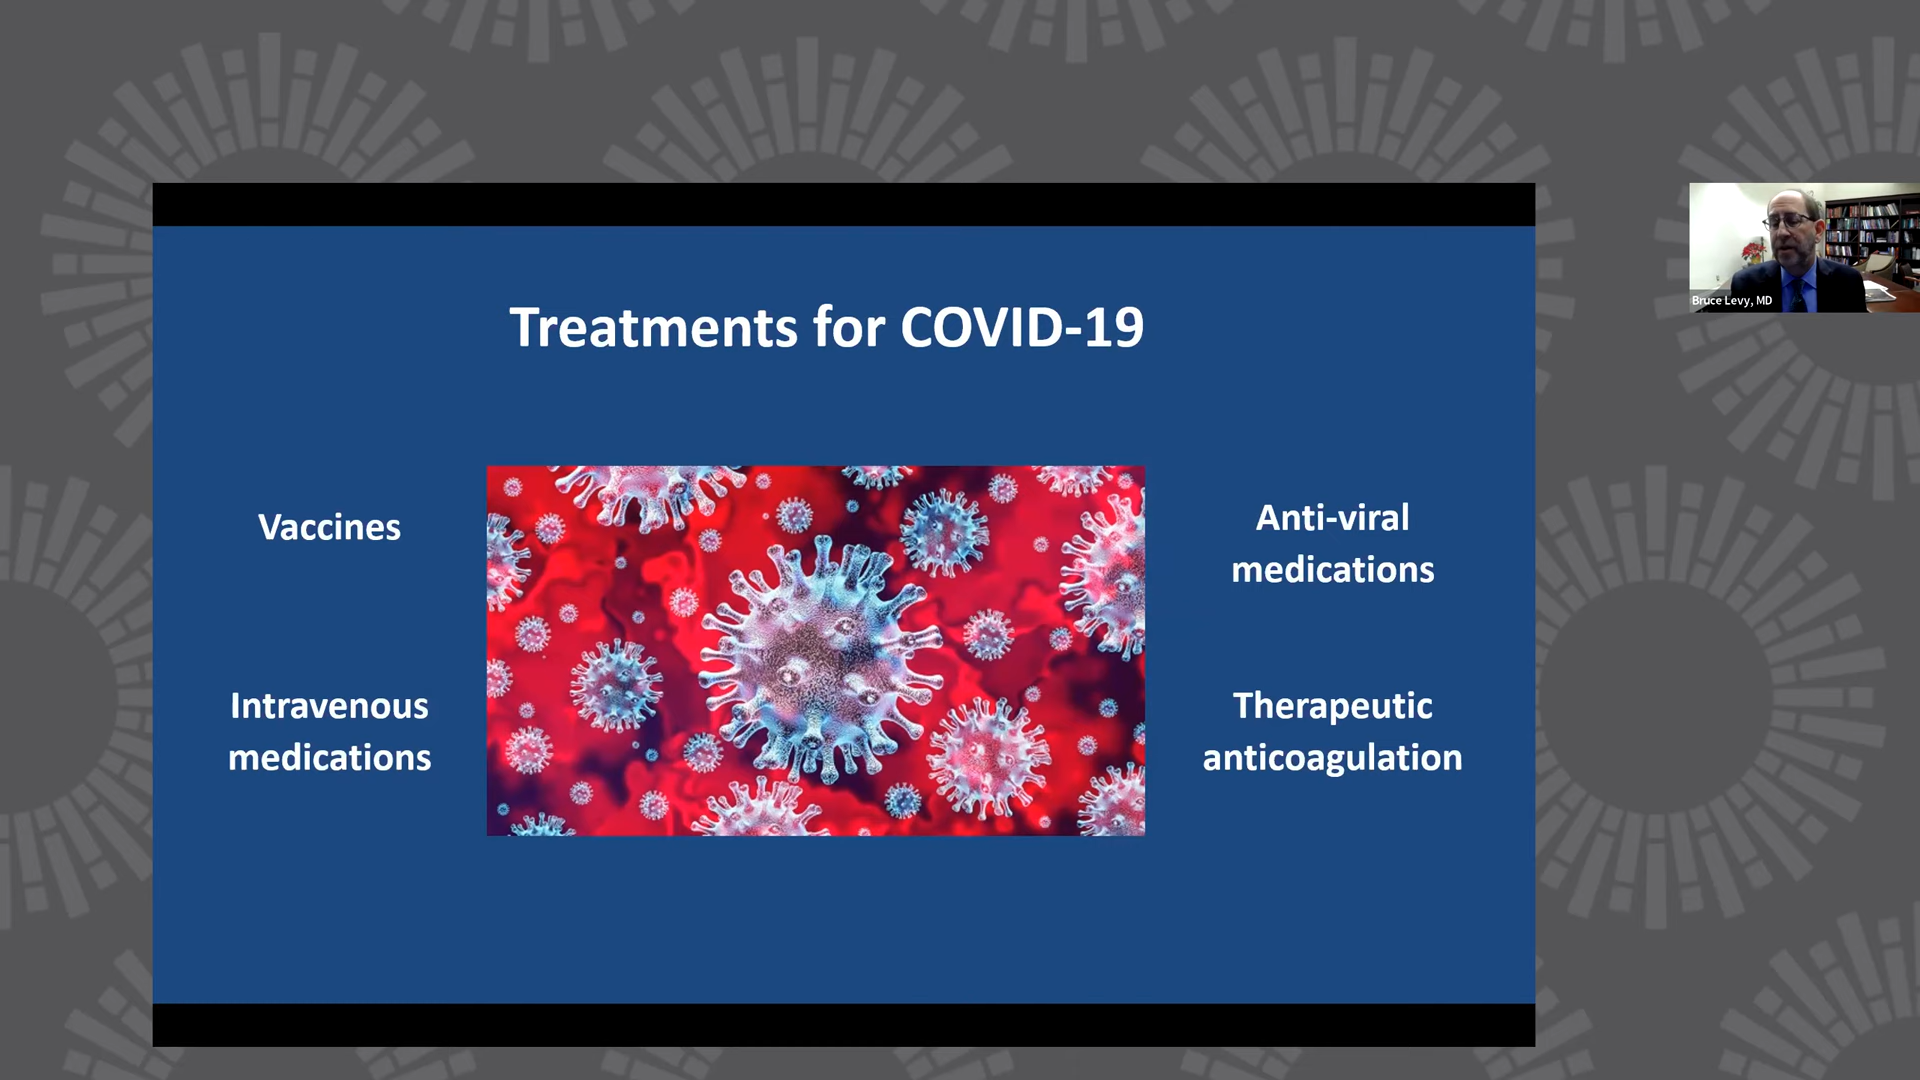 Treatments for COVID-19
Vaccines
Anti-viral
medications
Intravenous
medications
Therapeutic
anticoagulation
Bruce Levy, MD